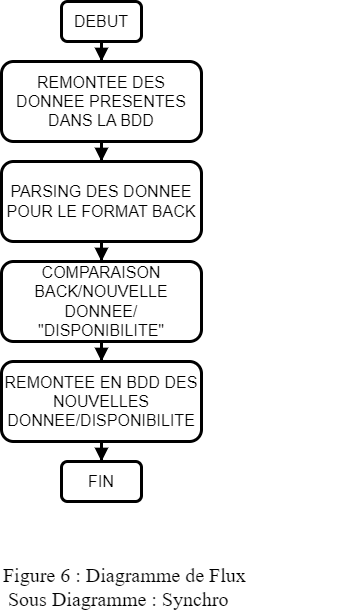 DEBUT
REMONTEE DES
DONNEE PRESENTES
DANS LA BDD
PARSING DES DONNEE
POUR LE FORMAT BACK
COMPARAISON
BACK/NOUVELLE
DONNEE/
"DISPONIBILITE"
REMONTEE EN BDD DES
NOUVELLES
DONNEE/DISPONIBILITE
FIN
Figure 6 : Diagramme de Flux
Sous Diagramme : Synchro